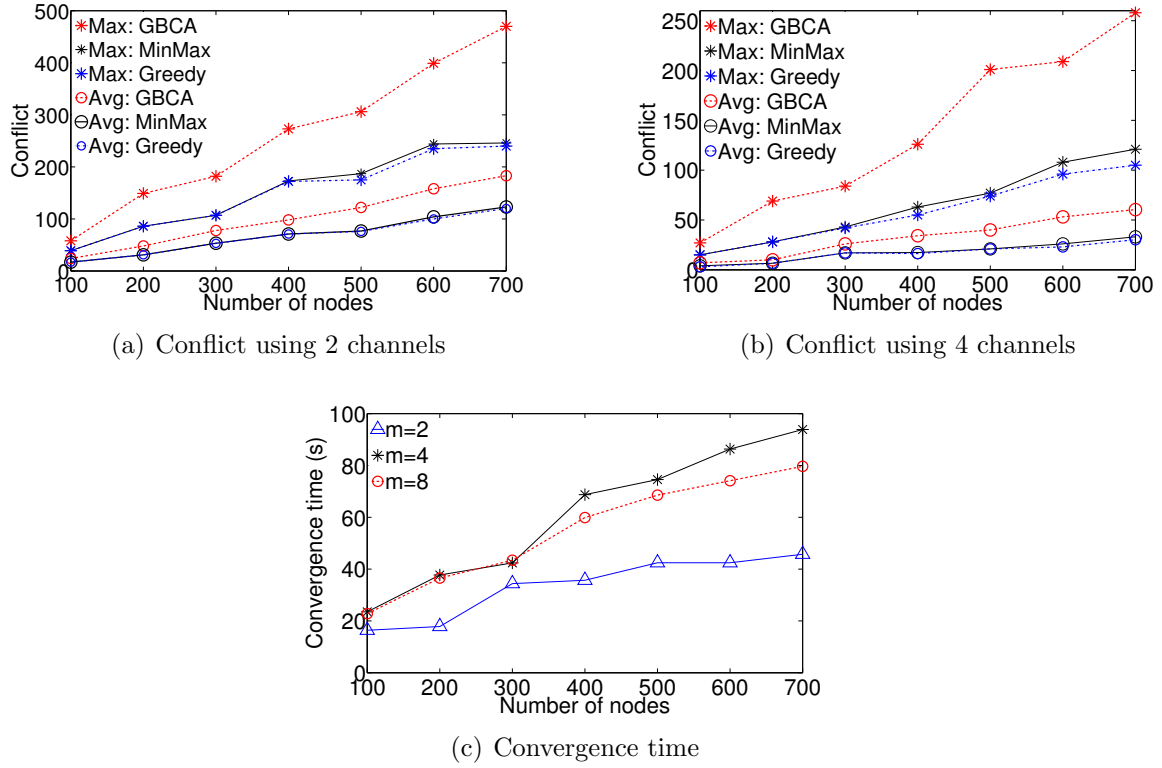 500
400
300
200
100
0
Conflict
Max: GBCA
Max: MinMax
Max: Greedy
Avg: GBCA
Avg: MinMax
Avg: Greedy
100 200 300 400 500 600 700
Number of nodes
(a) Conflict using 2 channels
250
200
150
100
50
0
Conflict
Max: GBCA
Max: MinMax
Max: Greedy
Avg: GBCA
Avg: MinMax
Avg: Greedy
100 200 300 400 500 600 700
Number of nodes
(b) Conflict using 4 channels
100
80
60
40
20
0
Convergence time (s)
m=2
m=4
m=8
100 200 300 400 500 600 700
Number of nodes
(c) Convergence time